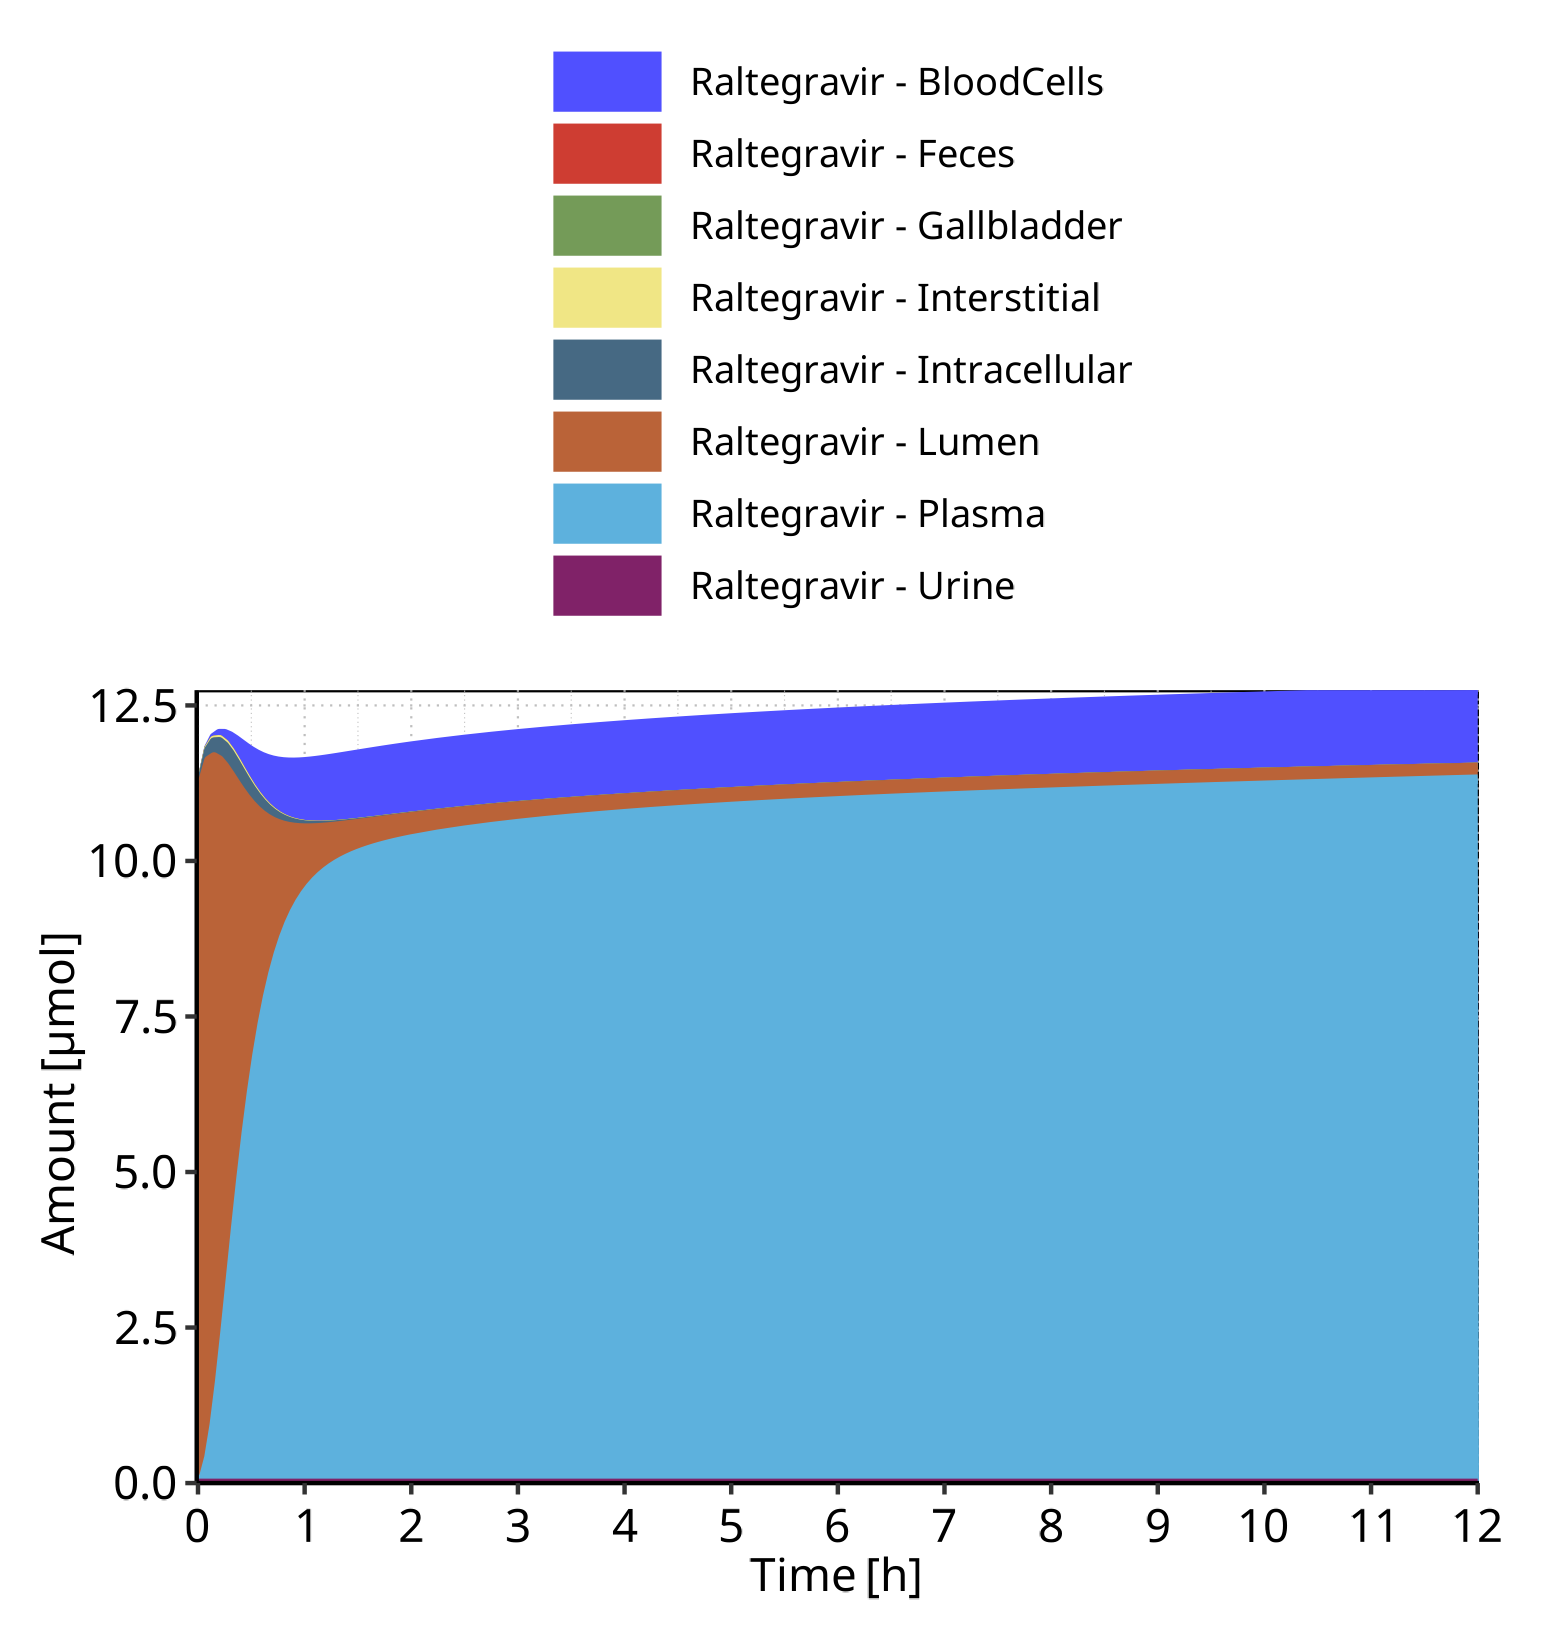 Raltegravir - BloodCells
Raltegravir - Feces
Raltegravir - Gallbladder
Raltegravir - Interstitial
Raltegravir - Intracellular
Raltegravir - Lumen
Raltegravir - Plasma
Raltegravir - Urine
12.5
10.0
7.5
5.0
2.5
0.0
Amount [µmol]
0 1 2 3 4 5 6 7 8 9 10 11 12
Time [h]